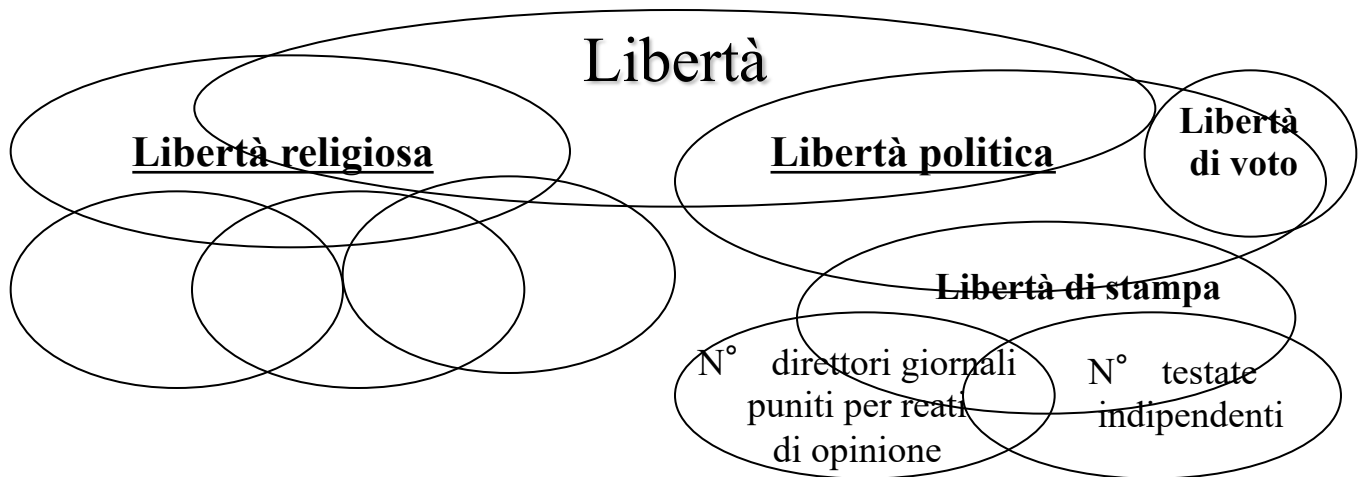 Libertà
Libertà religiosa
Libertà politica
Libertà
di voto
Libertà di stampa
N° direttori giornali
puniti per reati
di opinione
N° testate
indipendenti